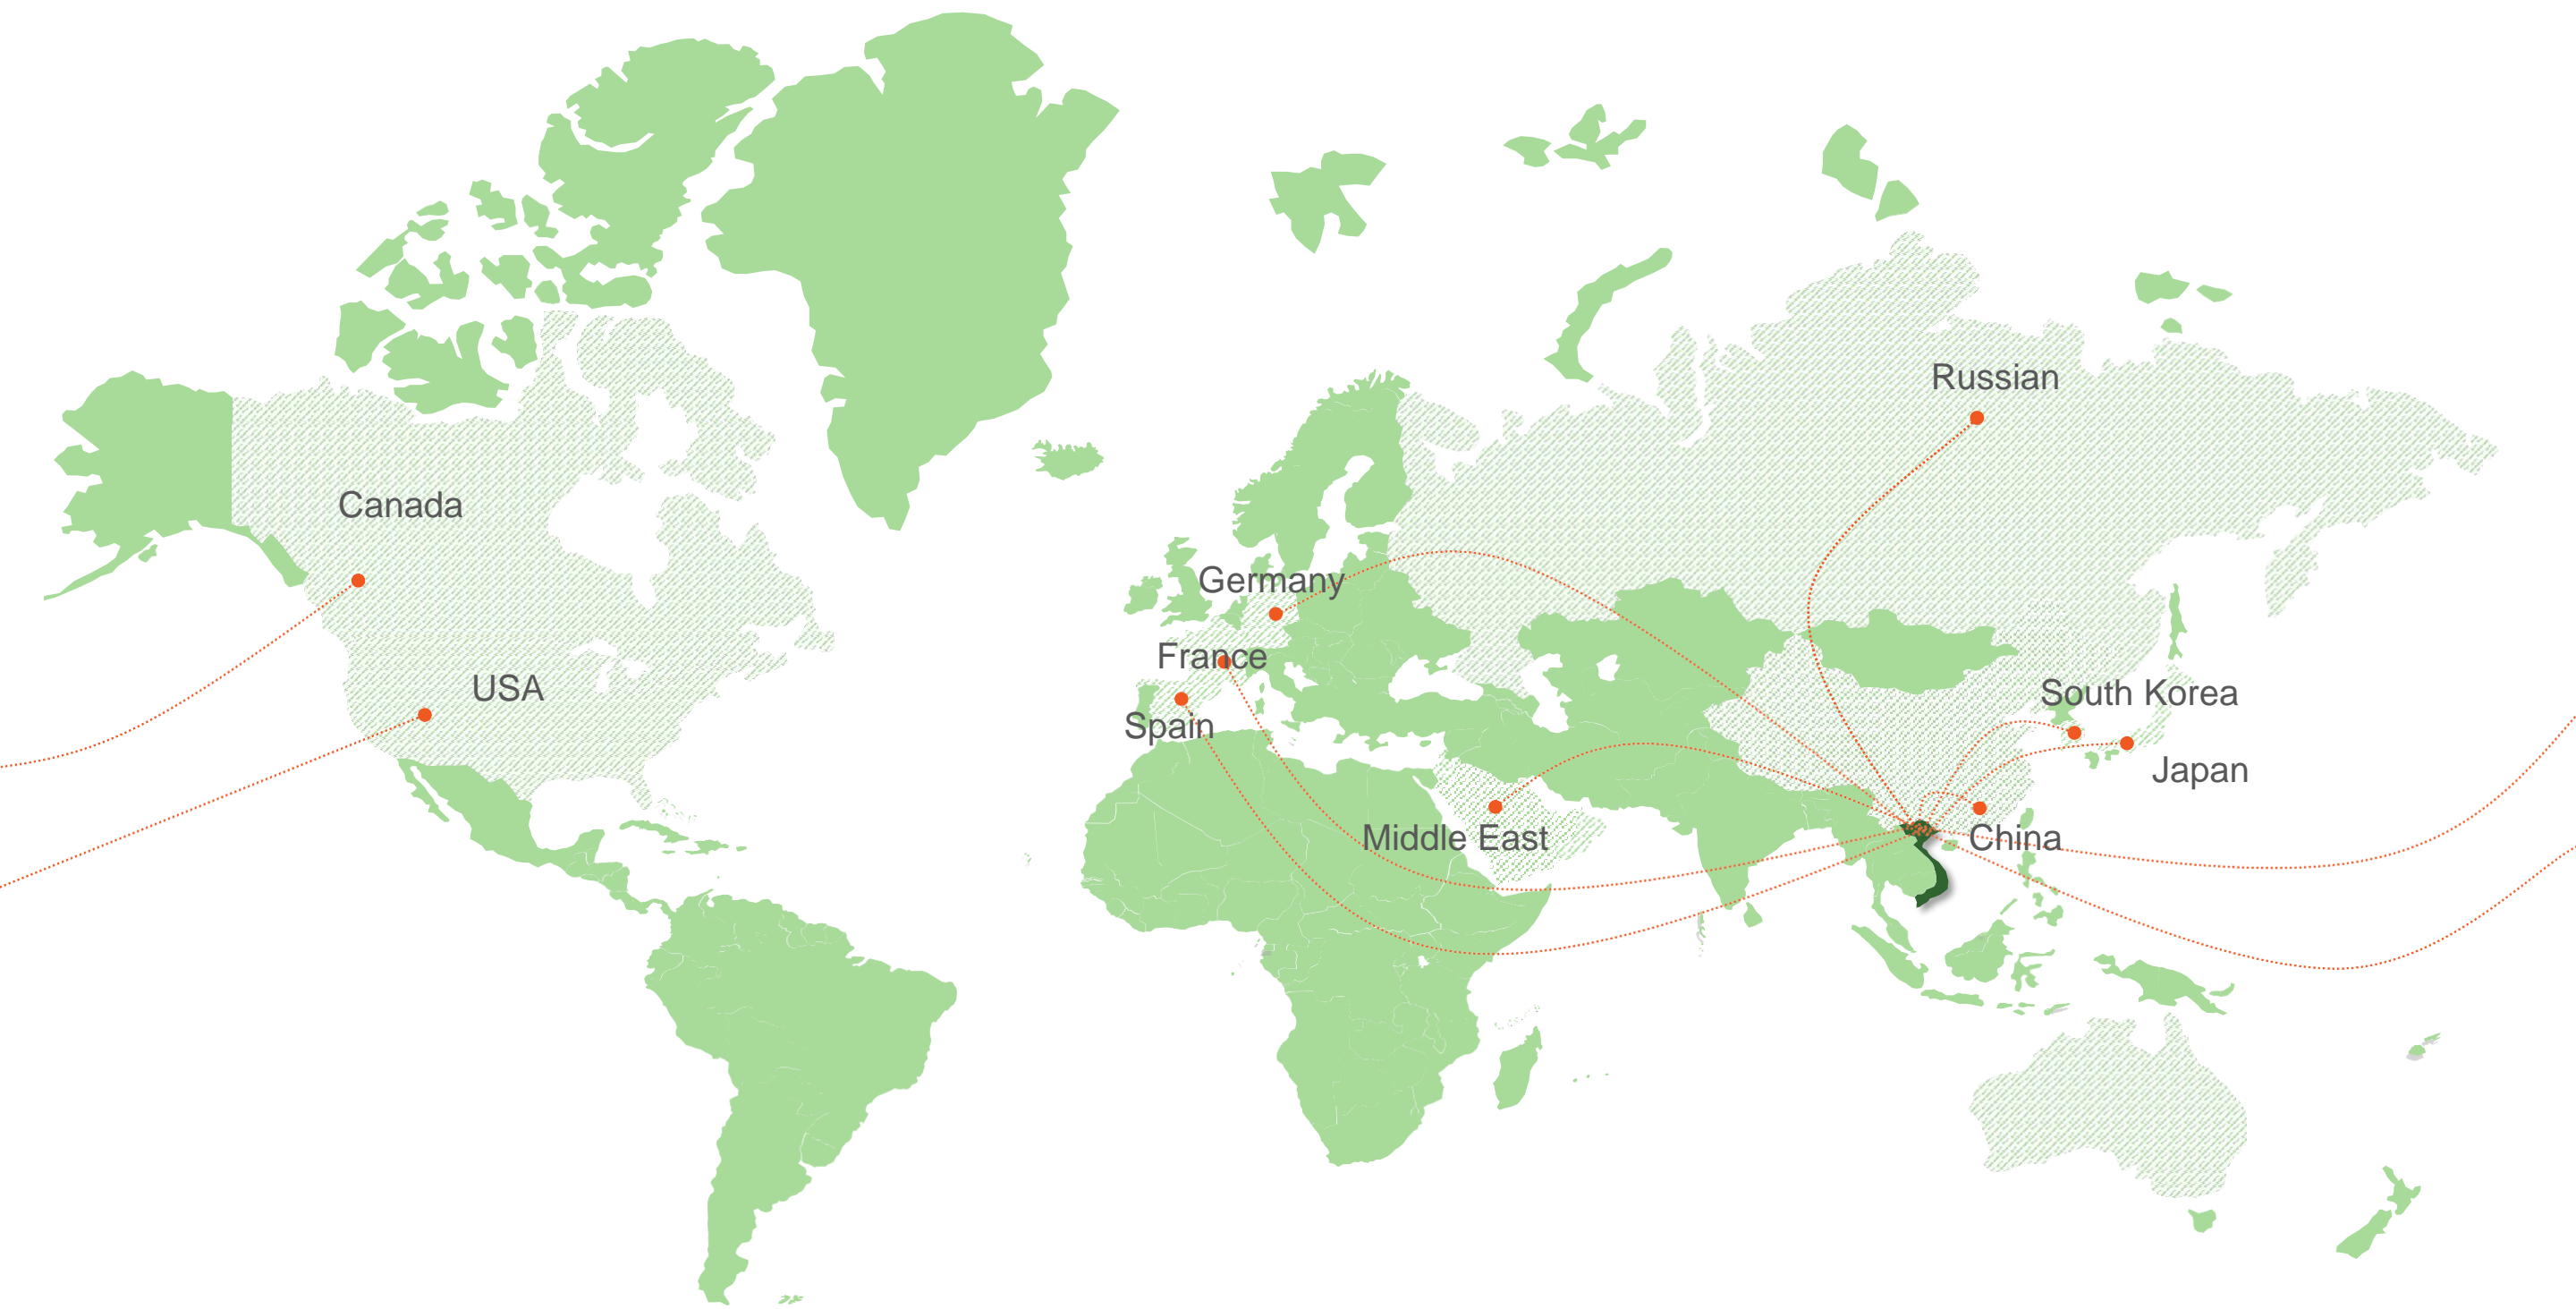 Russian
Canada
Germany
France
USA
South Korea
Spain
Japan
Middle East
China